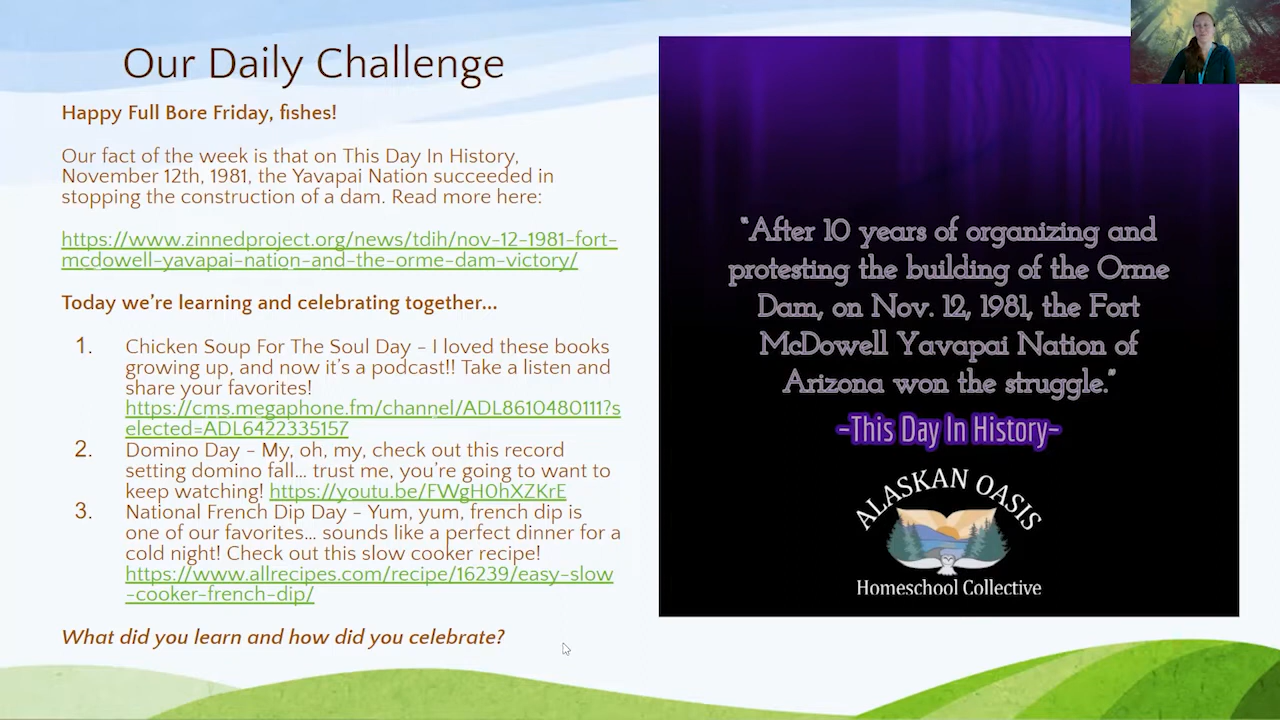 Our Daily Challenge
Happy Full Bore Friday, fishes!
Our fact of the week is that on This Day In History,
November 12th, 1981, the Yavapai Nation succeeded in
stopping the construction of a dam. Read more here:
https://www.zinnedproject.org/news/tdih/nov-12-1981-fort-
mcdowell-yavapai-nation-and-the-orme-dam-victory/
Today we're learning and celebrating together...
1. Chicken Soup For The Soul Day - I loved these books
growing up, and now it's a podcast!! Take a listen and
share your favorites!
https://cms.megaphone.fm/channel/ADL8610480111?s
elected=ADL6422335157
2. Domino Day - My, oh, my, check out this record
setting domino fall... trust me, you're going to want to
keep watching! https://youtu.be/FWgH0hXZKrE
3. National French Dip Day - Yum, yum, french dip is
one of our favorites... sounds like a perfect dinner for a
cold night! Check out this slow cooker recipe!
https://www.allrecipes.com/recipe/16239/easy-slow
-cooker-french-dip/
What did you learn and how did you celebrate?
"After 10 years of organizing and
protesting the building of the Orme
Dam, on Nov. 12, 1981, the Fort
McDowell Yavapai Nation of
Arizona won the struggle."
-This Day In History-
ALASKAN OASIS
Homeschool Collective